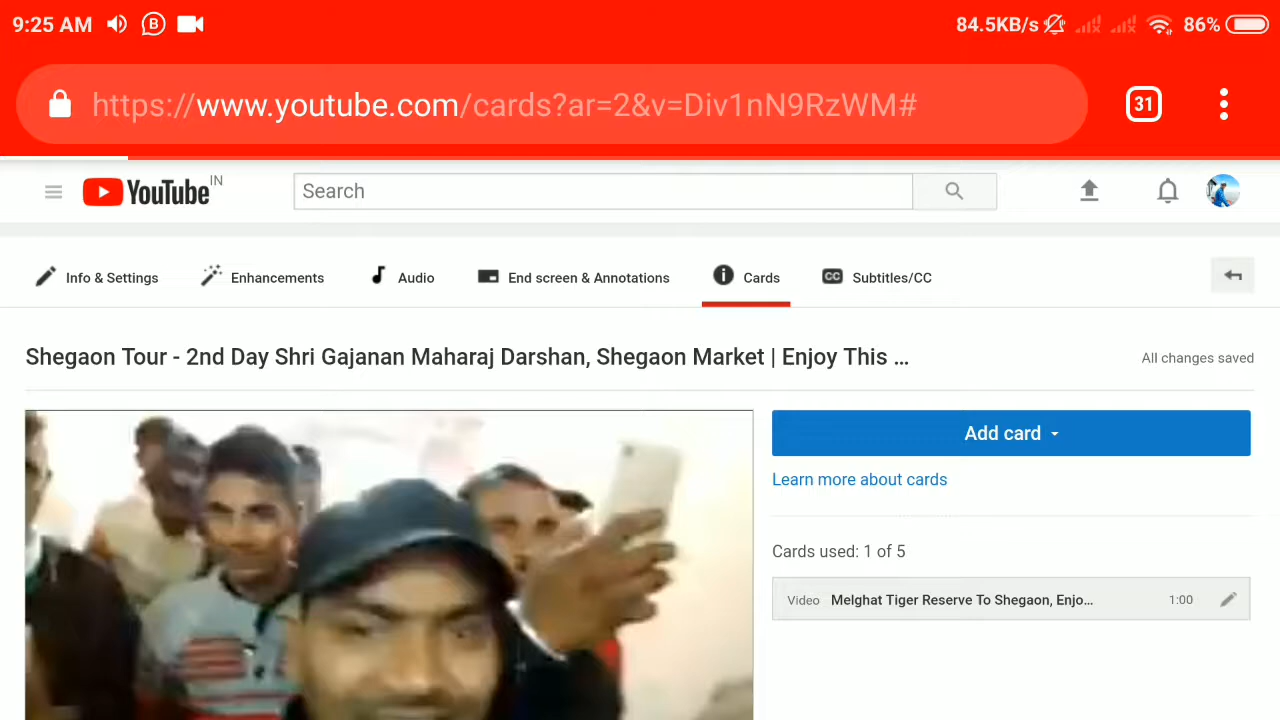 9:25 AM B 84.5KB/s 86%
https://www.youtube.com/cards?ar=2&v=Div1nN9RzWM# 31
YouTube IN Search
Info & Settings Enhancements Audio End screen & Annotations Cards CC Subtitles/CC
Shegaon Tour - 2nd Day Shri Gajanan Maharaj Darshan, Shegaon Market | Enjoy This ... All changes saved
Add card
Learn more about cards
Cards used: 1 of 5
Video Melghat Tiger Reserve To Shegaon, Enjo... 1:00